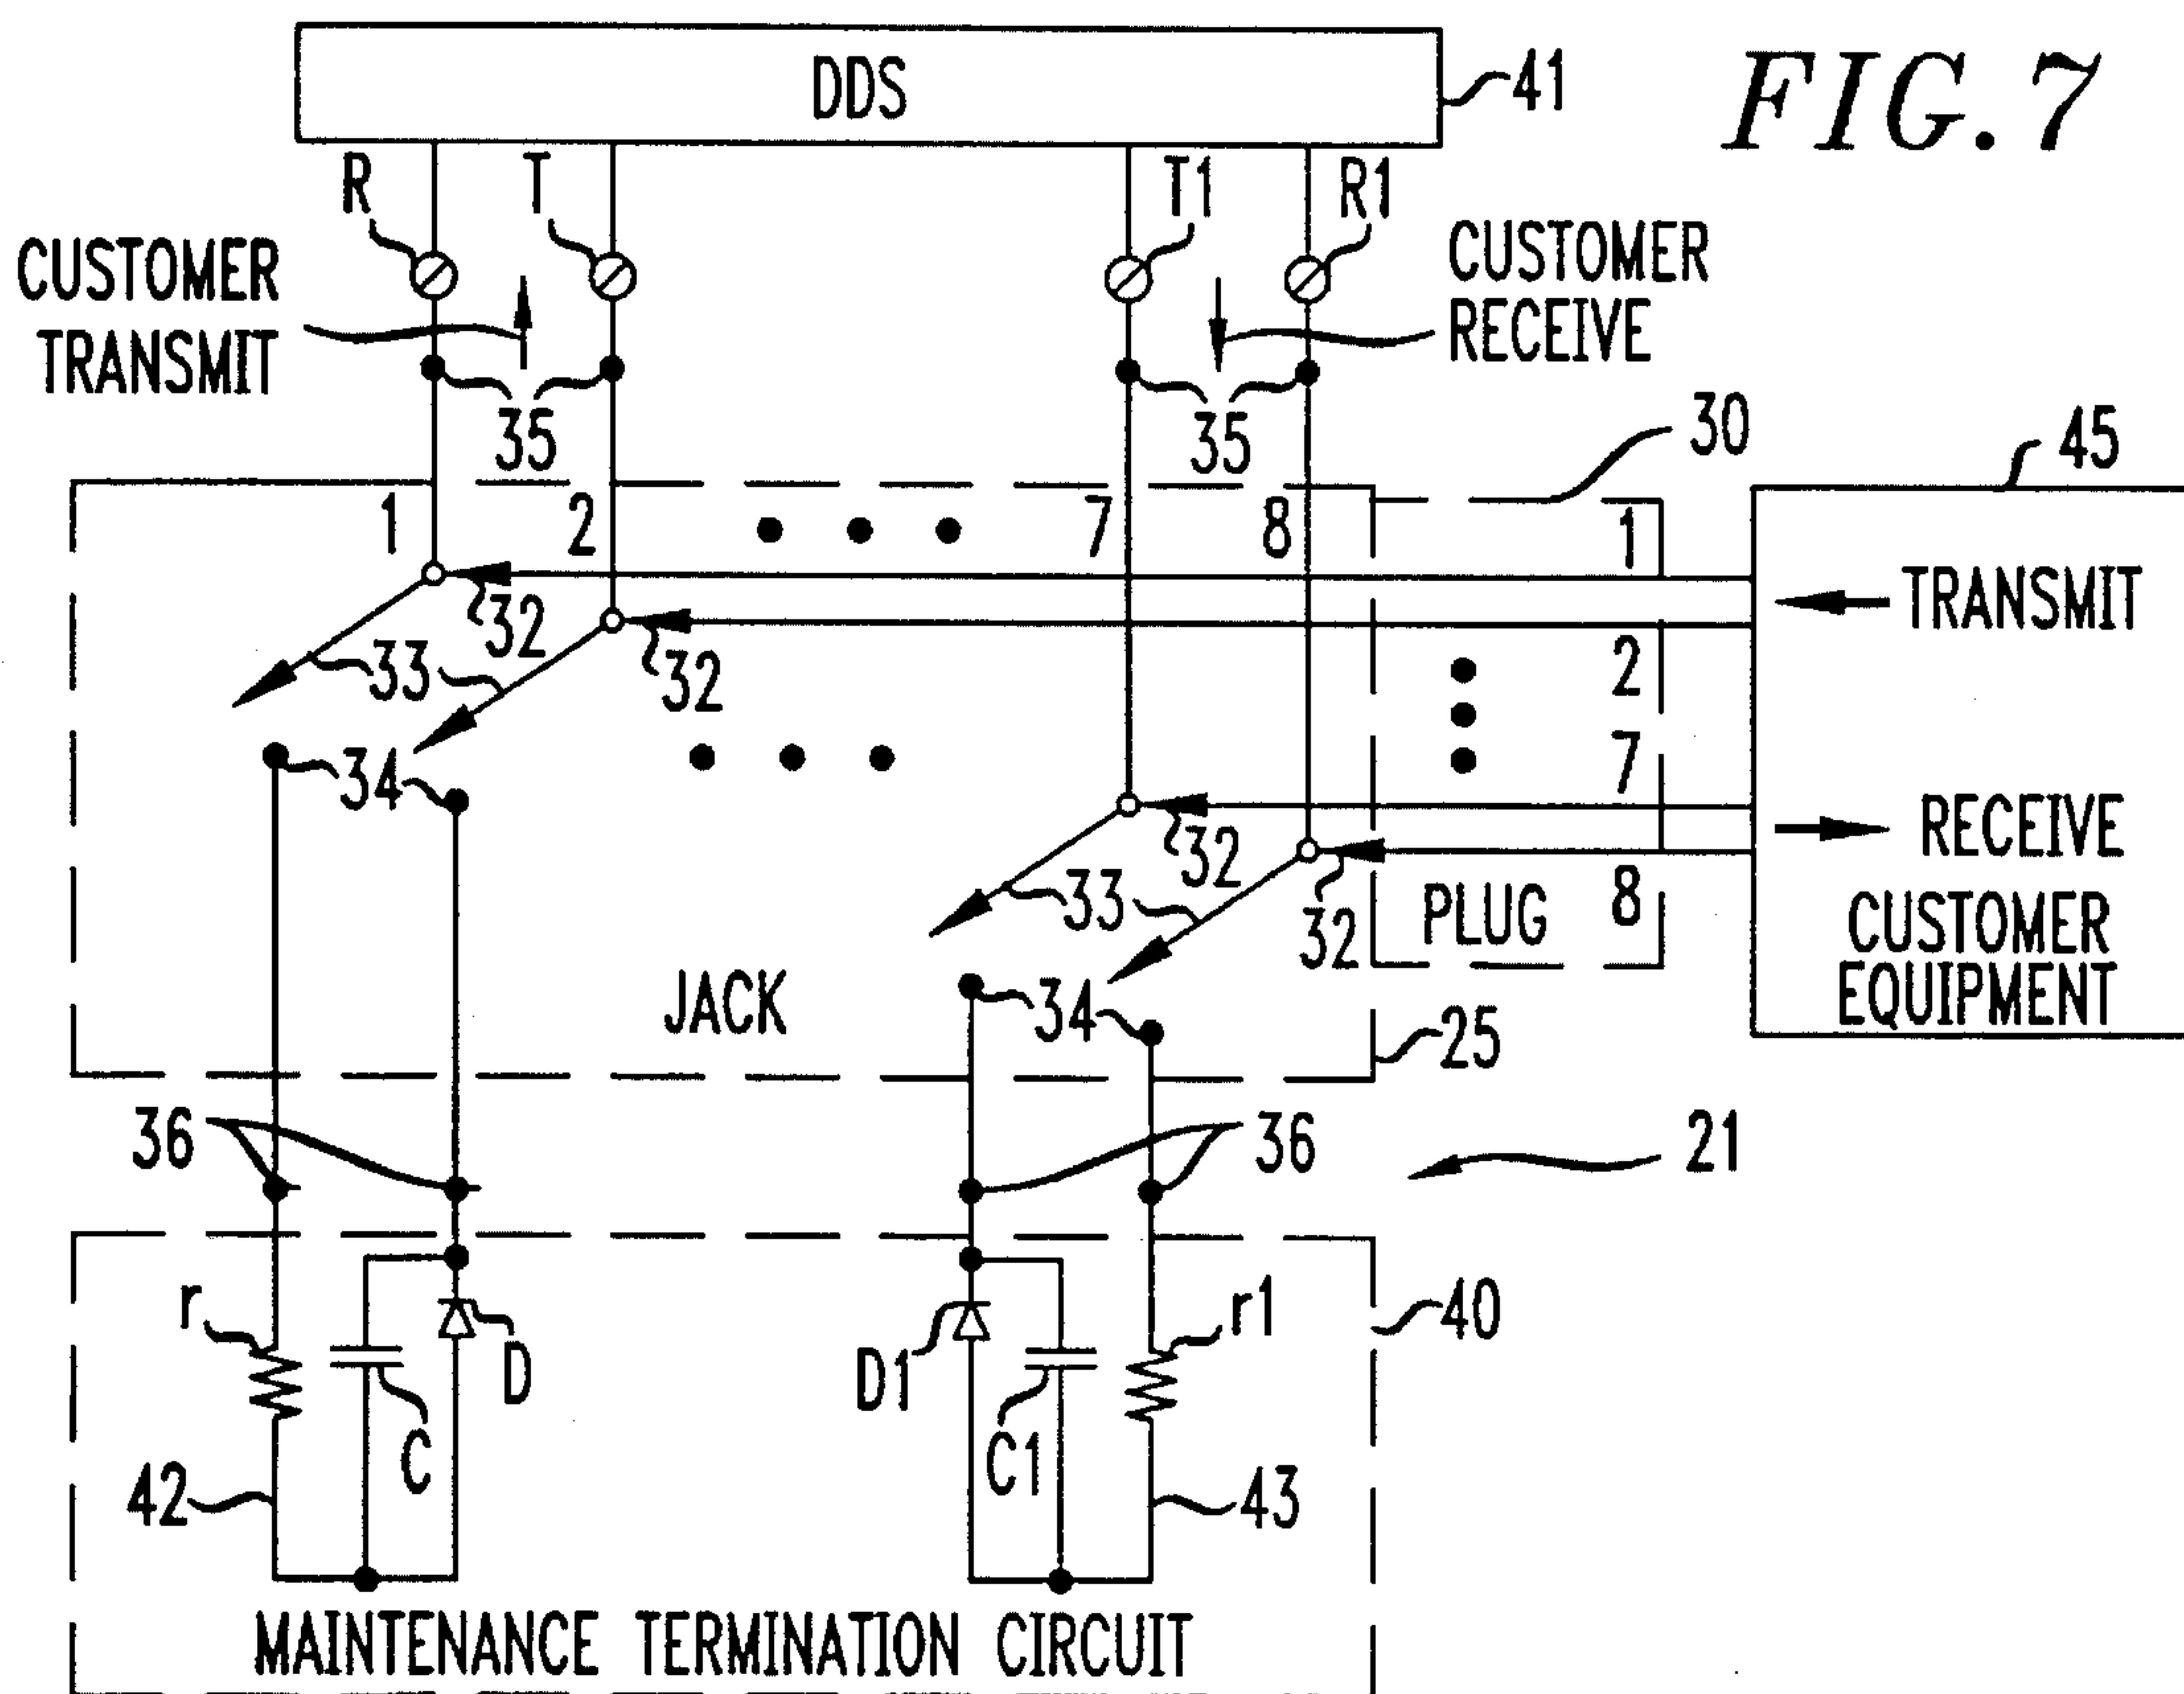 FIG. 7
DDS
41
R
T
T1
R1
CUSTOMER
TRANSMIT
CUSTOMER
RECEIVE
35
35
30
45
1
2
7
8
1
TRANSMIT
32
33
32
2
34
7
32
RECEIVE
33
32
PLUG
8
CUSTOMER
EQUIPMENT
JACK
34
25
36
36
21
r
D
D1
r1
40
C
C1
42
43
MAINTENANCE TERMINATION CIRCUIT